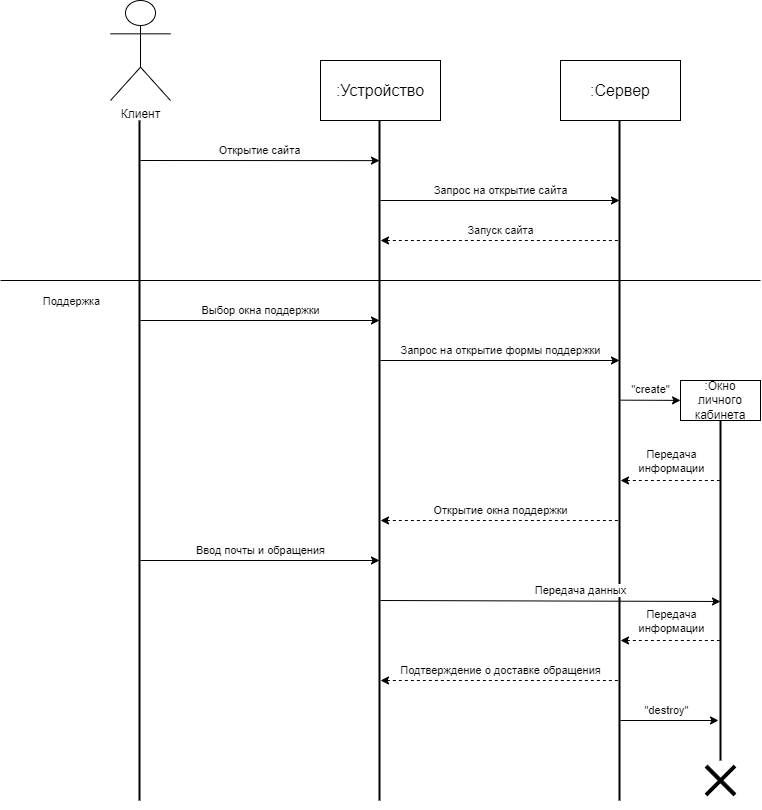 Клиент
:Устройство
:Сервер
Открытие сайта
Запрос на открытие сайта
Запуск сайта
Поддержка
Выбор окна поддержки
Запрос на открытие формы поддержки
"create"
:Окно
личного
кабинета
Передача
информации
Открытие окна поддержки
Ввод почты и обращения
Передача данных
Передача
информации
Подтверждение о доставке обращения
"destroy"